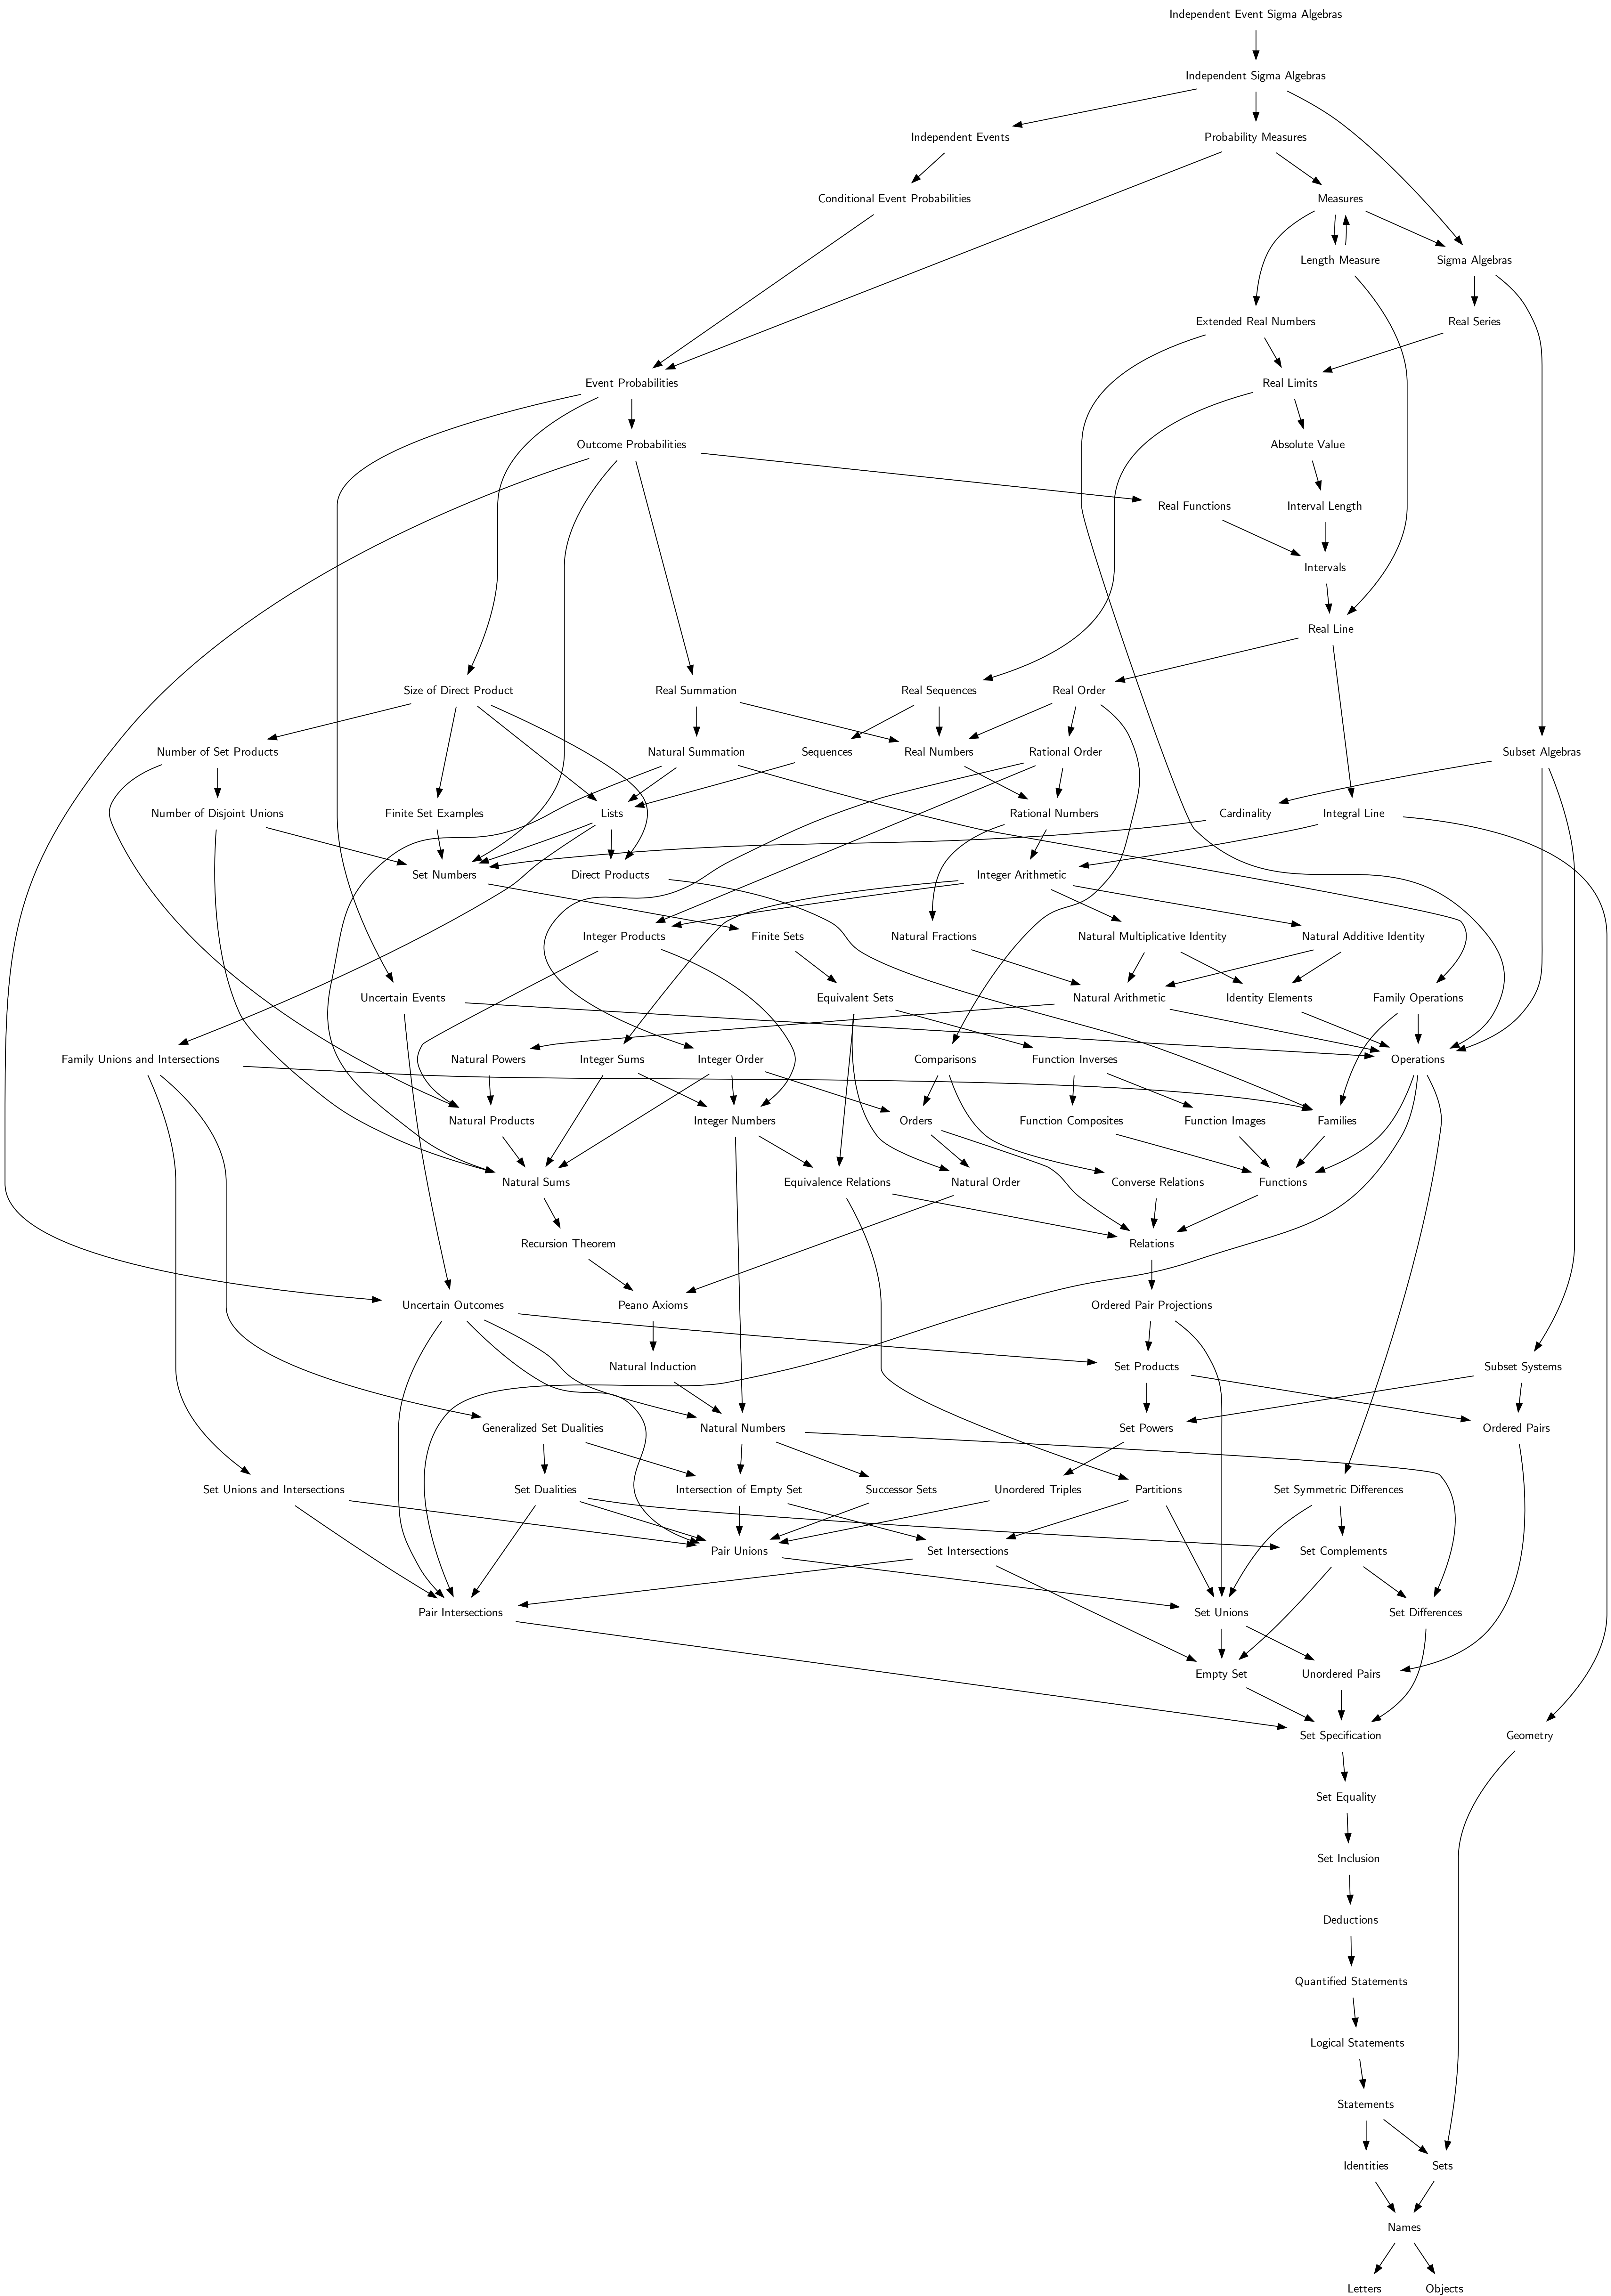 Independent Event Sigma Algebras
Independent Sigma Algebras
Independent Events
Probability Measures
Conditional Event Probabilities
Measures
Length Measure
Sigma Algebras
Extended Real Numbers
Real Series
Event Probabilities
Real Limits
Outcome Probabilities
Absolute Value
Real Functions
Interval Length
Intervals
Real Line
Size of Direct Product
Real Summation
Real Sequences
Real Order
Number of Set Products
Natural Summation
Sequences
Real Numbers
Rational Order
Subset Algebras
Number of Disjoint Unions
Finite Set Examples
Lists
Rational Numbers
Cardinality
Integral Line
Set Numbers
Direct Products
Integer Arithmetic
Integer Products
Finite Sets
Natural Fractions
Natural Multiplicative Identity
Natural Additive Identity
Uncertain Events
Equivalent Sets
Natural Arithmetic
Identity Elements
Family Operations
Family Unions and Intersections
Natural Powers
Integer Sums
Integer Order
Comparisons
Function Inverses
Operations
Natural Products
Integer Numbers
Orders
Function Composites
Function Images
Families
Natural Sums
Equivalence Relations
Natural Order
Converse Relations
Functions
Recursion Theorem
Relations
Uncertain Outcomes
Peano Axioms
Ordered Pair Projections
Natural Induction
Set Products
Subset Systems
Generalized Set Dualities
Natural Numbers
Set Powers
Ordered Pairs
Set Unions and Intersections
Set Dualities
Intersection of Empty Set
Successor Sets
Unordered Triples
Partitions
Set Symmetric Differences
Pair Unions
Set Intersections
Set Complements
Pair Intersections
Set Unions
Set Differences
Empty Set
Unordered Pairs
Set Specification
Geometry
Set Equality
Set Inclusion
Deductions
Quantified Statements
Logical Statements
Statements
Identities
Sets
Names
Letters
Objects